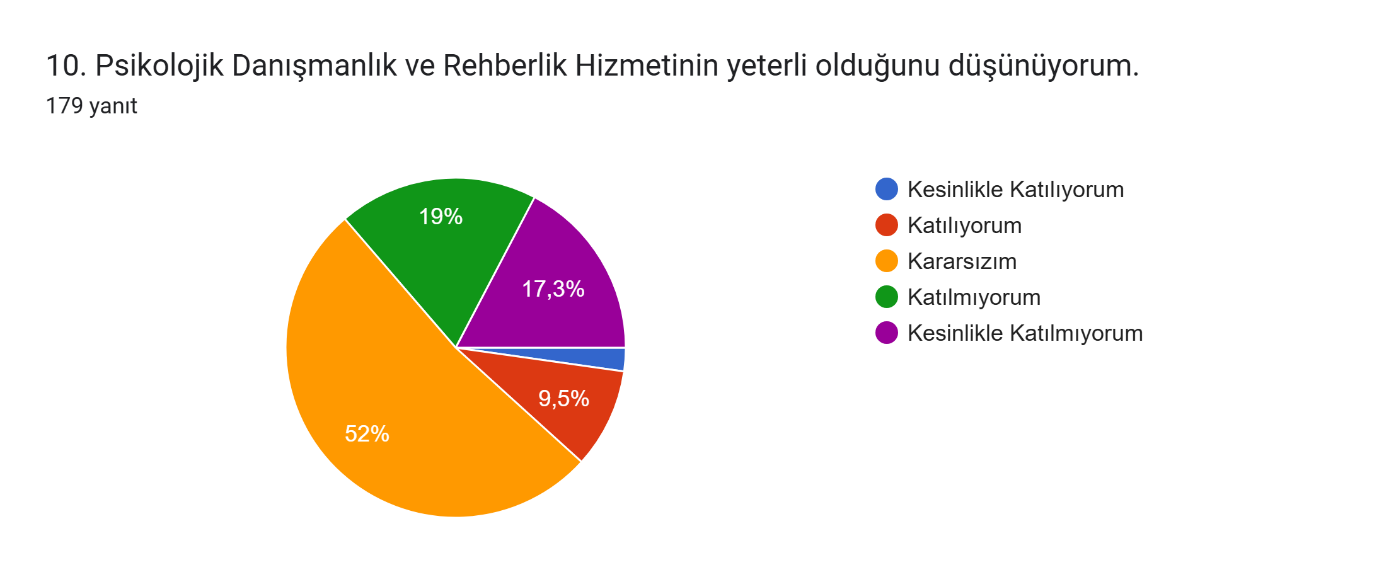 10. Psikolojik Danışmanlık ve Rehberlik Hizmetinin yeterli olduğunu düşünüyorum.
179 yanıt
Kesinlikle Katılıyorum
Katılıyorum
Kararsızım
Katılmıyorum
Kesinlikle Katılmıyorum
19%
17,3%
9,5%
52%